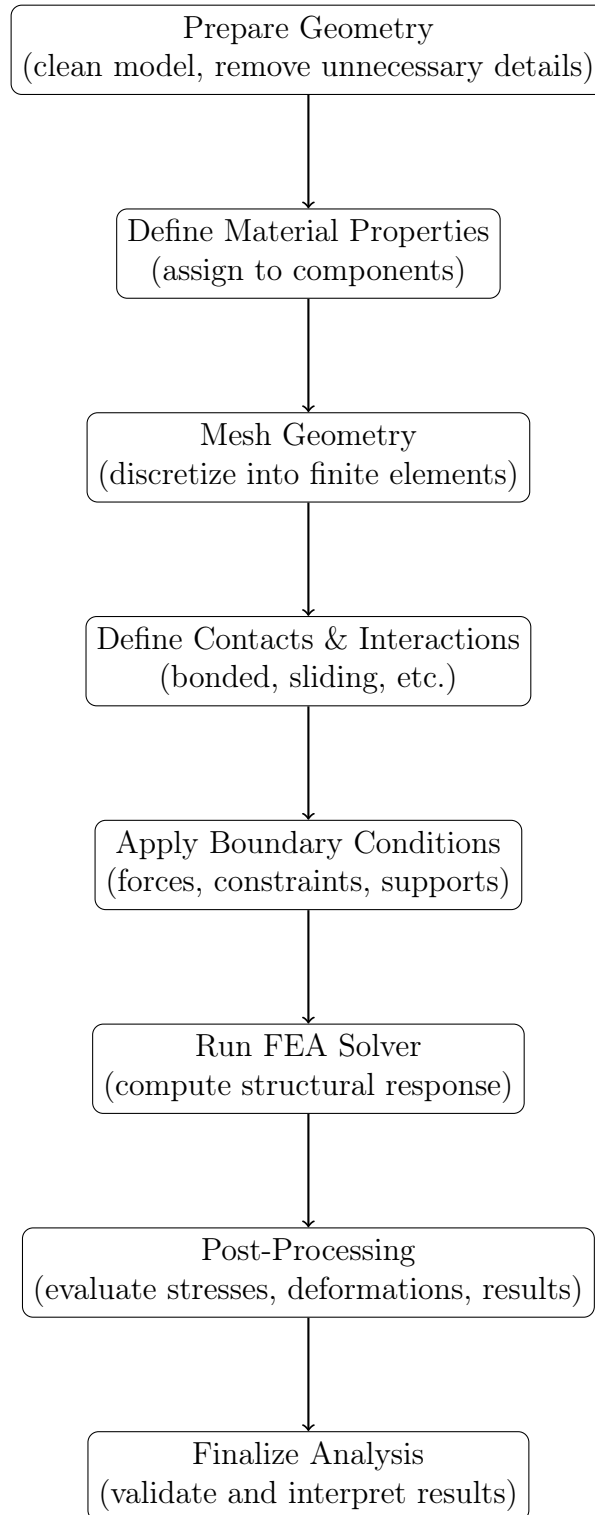 Prepare Geometry
(clean model, remove unnecessary details)
Define Material Properties
(assign to components)
Mesh Geometry
(discretize into finite elements)
Define Contacts & Interactions
(bonded, sliding, etc.)
Apply Boundary Conditions
(forces, constraints, supports)
Run FEA Solver
(compute structural response)
Post-Processing
(evaluate stresses, deformations, results)
Finalize Analysis
(validate and interpret results)